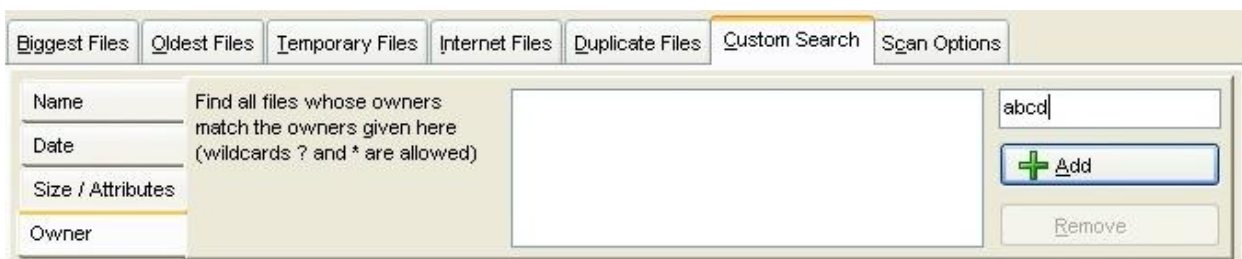 Biggest Files Oldest Files Temporary Files Internet Files Duplicate Files Custom Search Scan Options
Name
Date
Size / Attributes
Owner
Find all files whose owners
match the owners given here
(wildcards ? and * are allowed)
abcd
Add
Remove